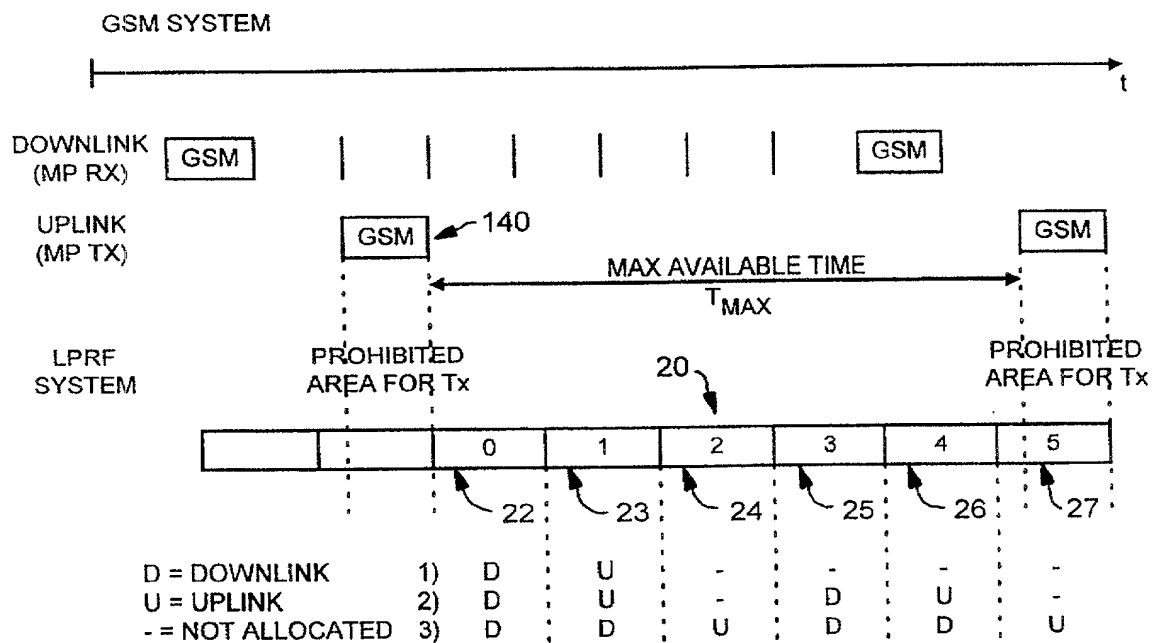 GSM SYSTEM
t
DOWNLINK
(MP RX)
GSM
GSM
UPLINK
(MP TX)
GSM
140
GSM
MAX AVAILABLE TIME
TMAX
LPRF
SYSTEM
PROHIBITED
AREA FOR Tx
20
PROHIBITED
AREA FOR Tx
0 1 2 3 4 5
22 23 24 25 26 27
D = DOWNLINK 1) D U - - - -
U = UPLINK 2) D U - D U -
- = NOT ALLOCATED 3) D D U D D U